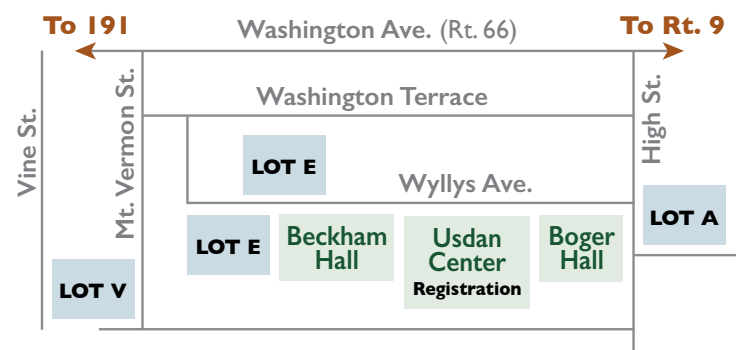 To 191
Washington Ave. (Rt. 66)
To Rt. 9
Washington Terrace
Vine St.
Mt. Vermon St.
High St.
LOT E
Wyllys Ave.
LOT A
LOT E
Beckham
Hall
Usdan
Center
Registration
Boger
Hall
LOT V